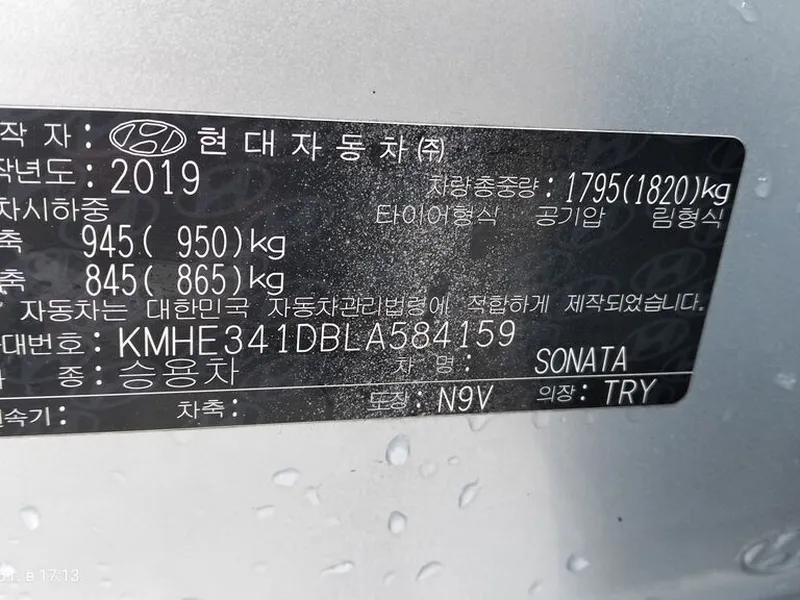 작 자 : 현대자동차(주)
작년도 : 2019
차량총중량 : 1795(1820)kg
차시하중
타이어형식 공기압 림형식
축 945( 950)kg
축 845( 865)kg
자동차는 대한민국 자동차관리법령에 적합하게 제작되었습니다.
대번호 : KMHE341DBLA584159
종 : 승용차 차 명 : SONATA
변속기 : 차축 : 도장 : N9V 의장 : TRY
в 17:13